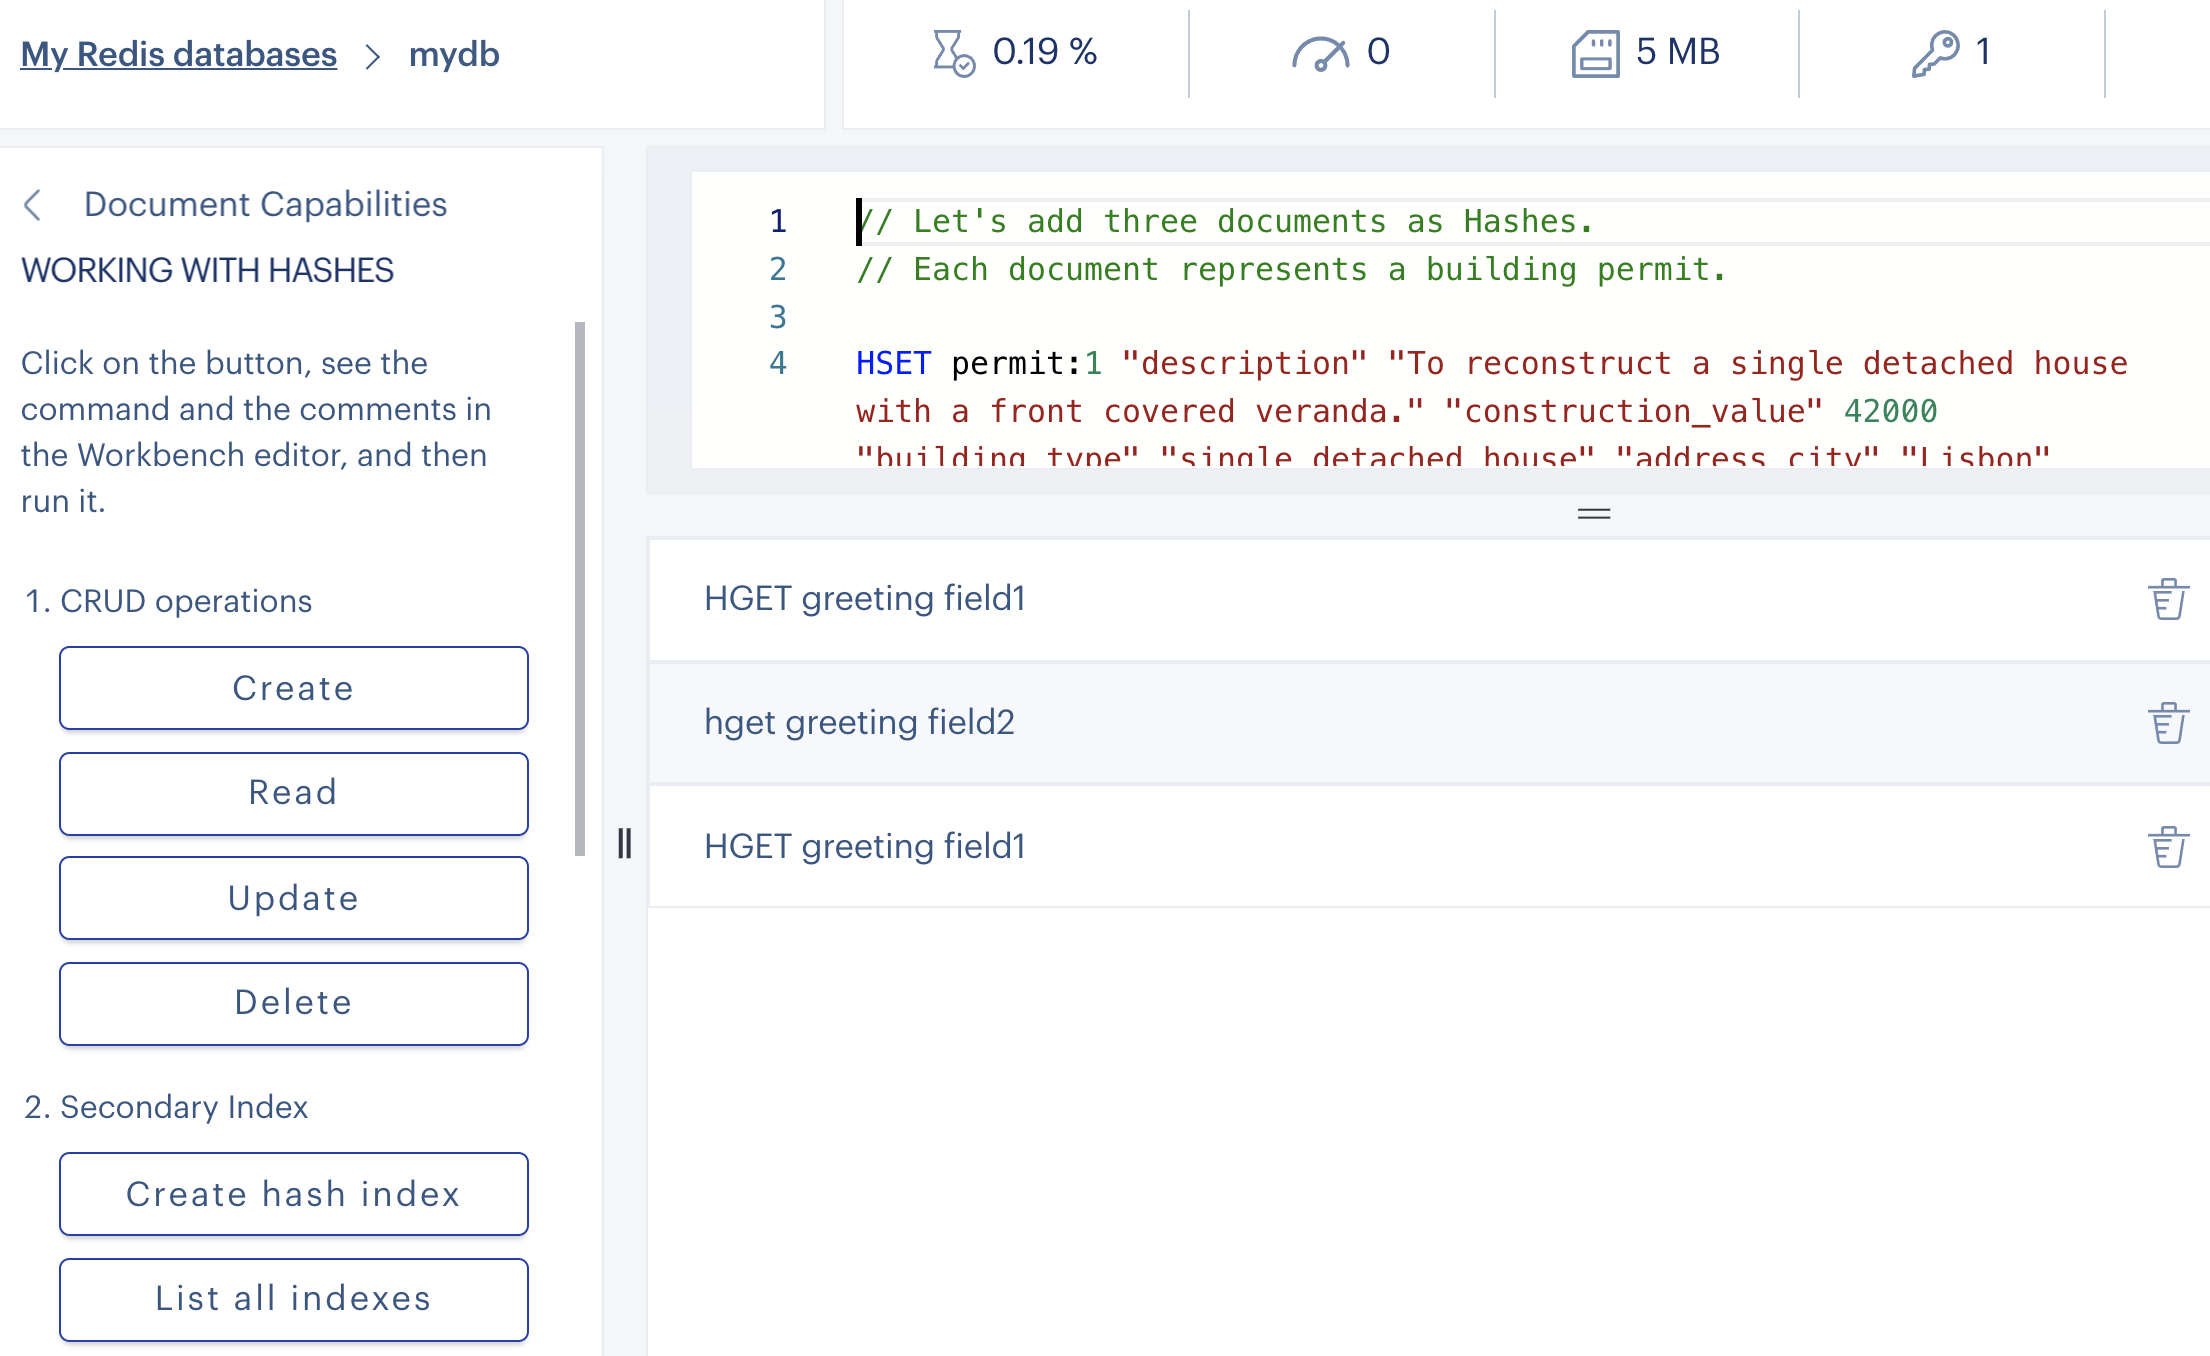 My Redis databases > mydb
0.19 %
0
5 MB
1
Document Capabilities
WORKING WITH HASHES
Click on the button, see the
command and the comments in
the Workbench editor, and then
run it.
1. CRUD operations
Create
Read
Update
Delete
2. Secondary Index
Create hash index
List all indexes
1 // Let's add three documents as Hashes.
2 // Each document represents a building permit.
3
4 HSET permit:1 "description" "To reconstruct a single detached house
with a front covered veranda." "construction_value" 42000
"building_type" "single detached house" "address_city" "Lisbon"
HGET greeting field1
hget greeting field2
HGET greeting field1